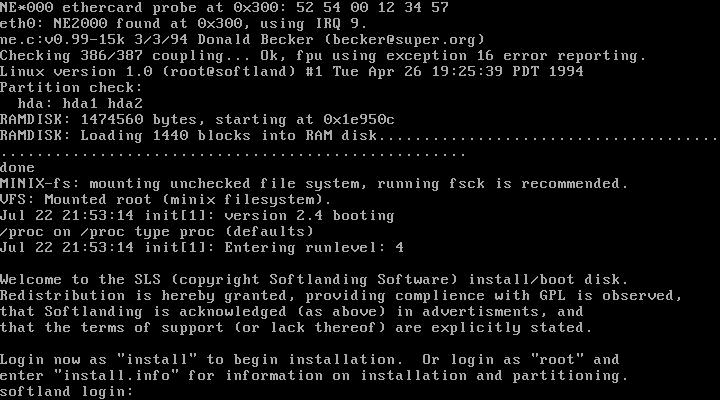 NE*000 ethercard probe at 0x300: 52 54 00 12 34 57
eth0: NE2000 found at 0x300, using IRQ 9.
ne.c:v0.99-15k 3/3/94 Donald Becker (becker@super.org)
Checking 386/387 coupling... Ok, fpu using exception 16 error reporting.
Linux version 1.0 (root@softland) #1 Tue Apr 26 19:25:39 PDT 1994
Partition check:
  hda: hda1 hda2
RAMDISK: 1474560 bytes, starting at 0x1e950c
RAMDISK: Loading 1440 blocks into RAM disk......................................
....................................................
done
MINIX-fs: mounting unchecked file system, running fsck is recommended.
VFS: Mounted root (minix filesystem).
Jul 22 21:53:14 init[1]: version 2.4 booting
/proc on /proc type proc (defaults)
Jul 22 21:53:14 init[1]: Entering runlevel: 4

Welcome to the SLS (copyright Softlanding Software) install/boot disk.
Redistribution is hereby granted, providing complience with GPL is observed,
that Softlanding is acknowledged (as above) in advertisments, and
that the terms of support (or lack thereof) are explicitly stated.

Login now as "install" to begin installation.  Or login as "root" and
enter "install.info" for information on installation and partitioning.
softland login: